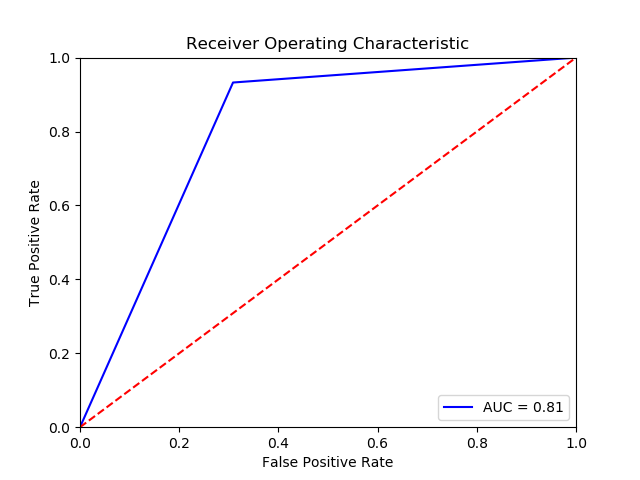 Receiver Operating Characteristic
1.0
0.8
0.6
0.4
0.2
0.0
True Positive Rate
AUC = 0.81
0.0 0.2 0.4 0.6 0.8 1.0
False Positive Rate